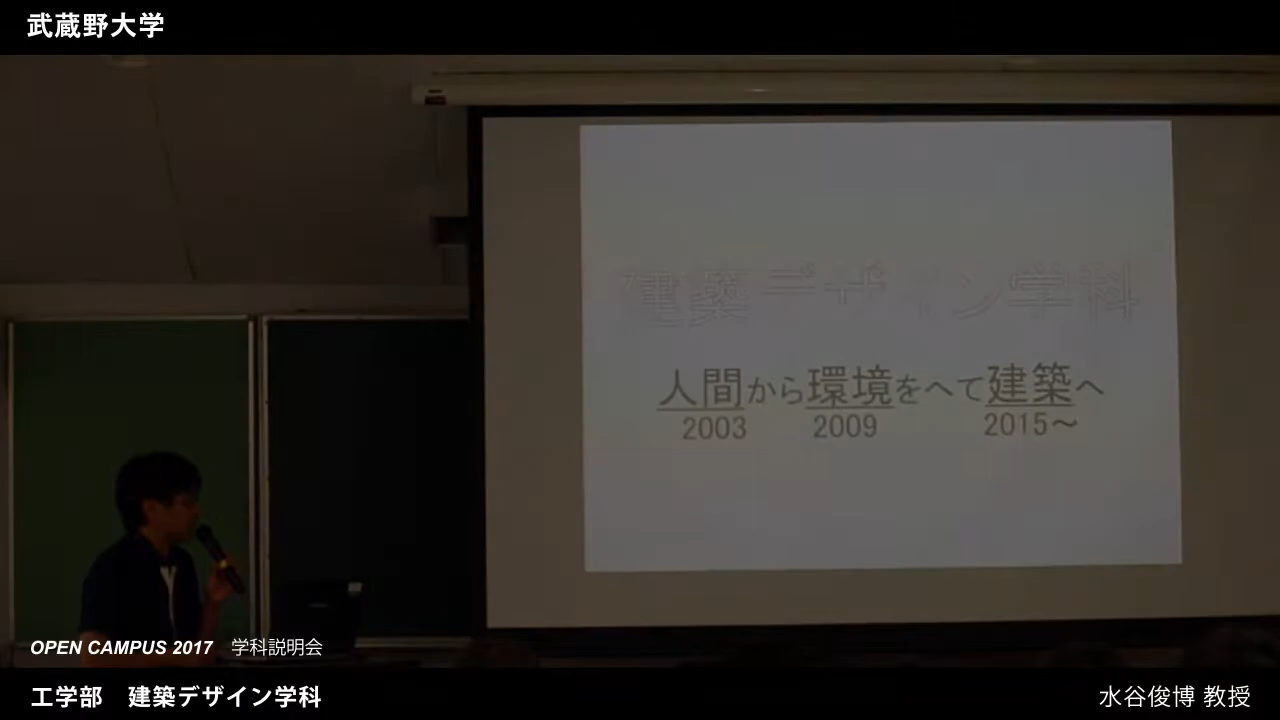 武蔵野大学
建築デザイン学科
人間から環境をへて建築へ
2003 2009 2015～
OPEN CAMPUS 2017 学科説明会
工学部 建築デザイン学科
水谷俊博 教授